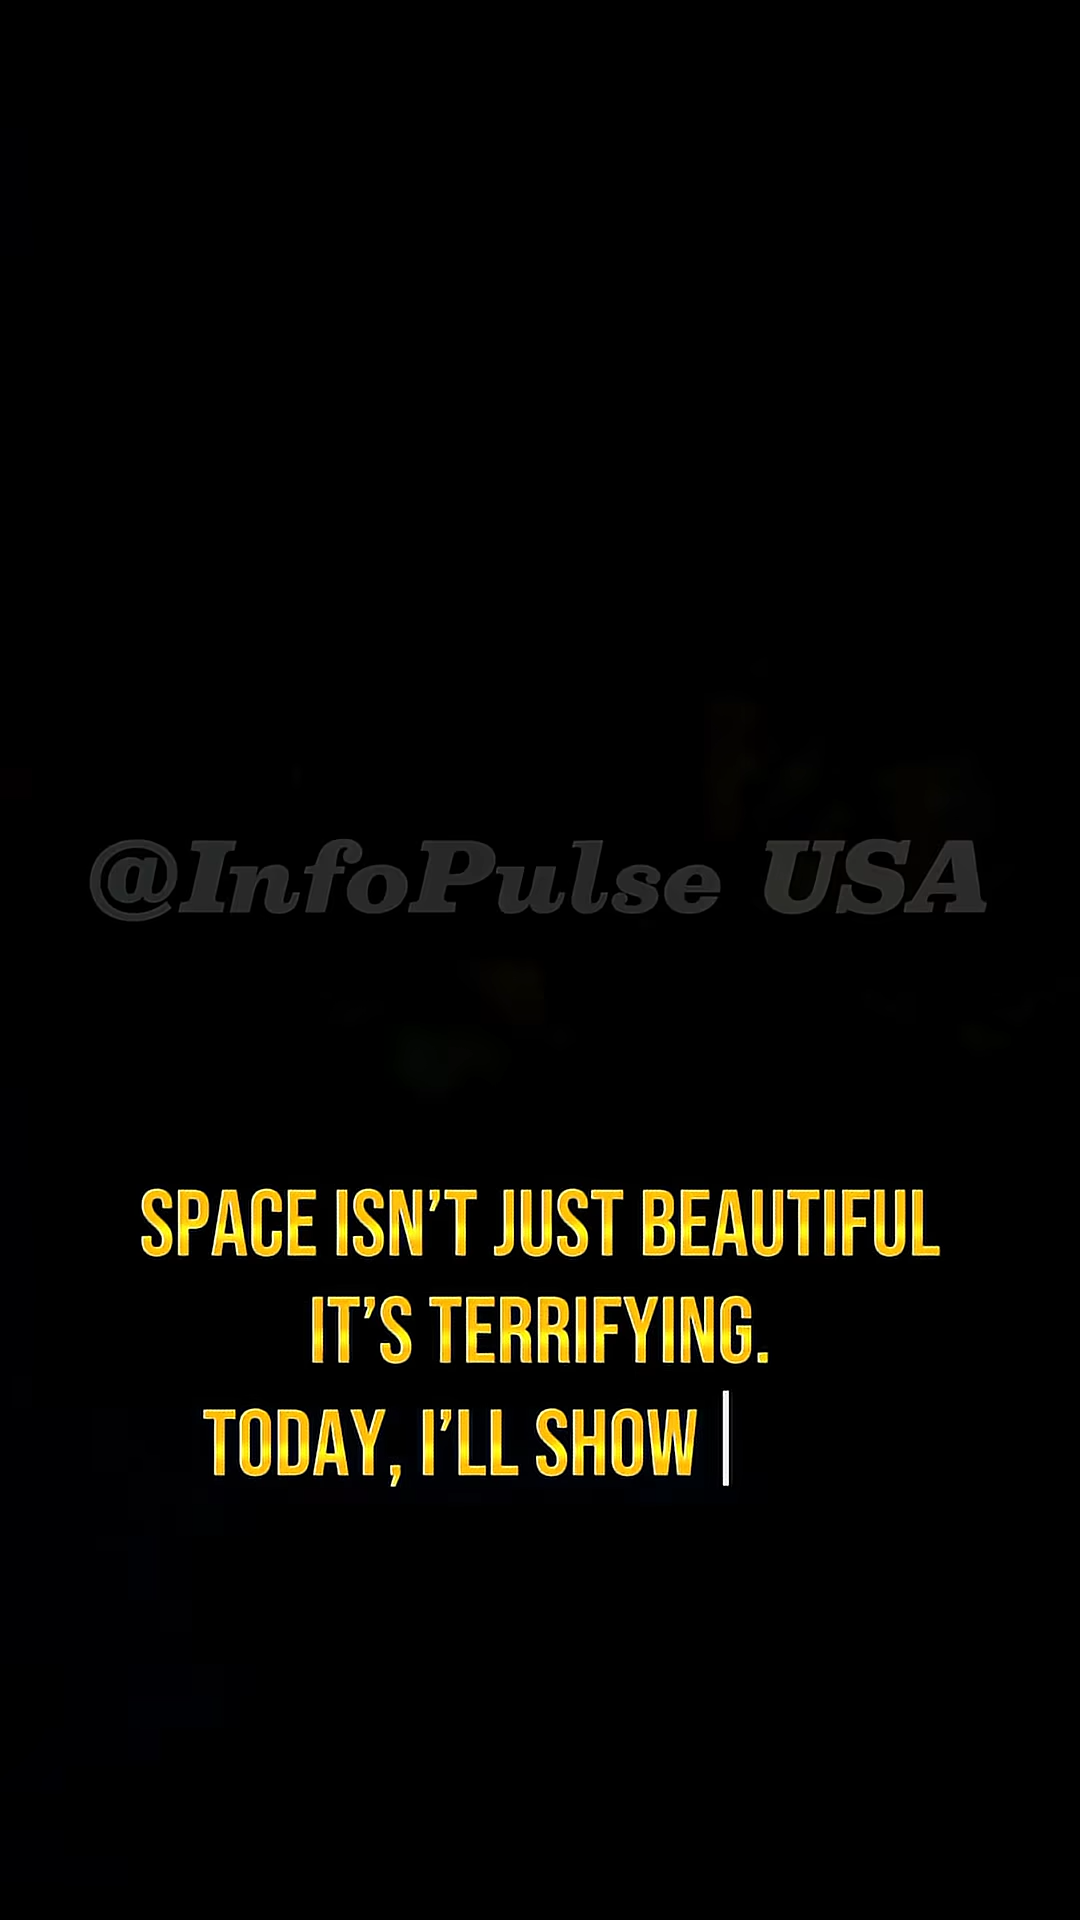 @InfoPulse USA
SPACE ISN’T JUST BEAUTIFUL
IT’S TERRIFYING.
TODAY, I’LL SHOW